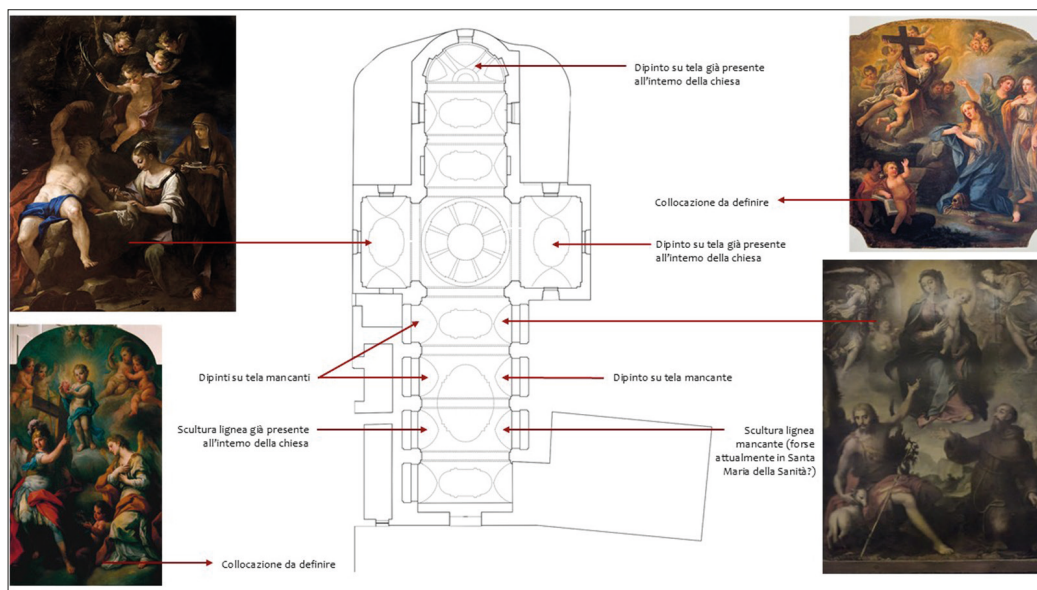 Dipinto su tela già presente
all'interno della chiesa
Collocazione da definire
Dipinto su tela già presente
all'interno della chiesa
Dipinti su tela mancanti
Dipinto su tela mancante
Scultura lignea già presente
all'interno della chiesa
Scultura lignea
mancante (forse
attualmente in Santa
Maria della Sanità?)
Collocazione da definire